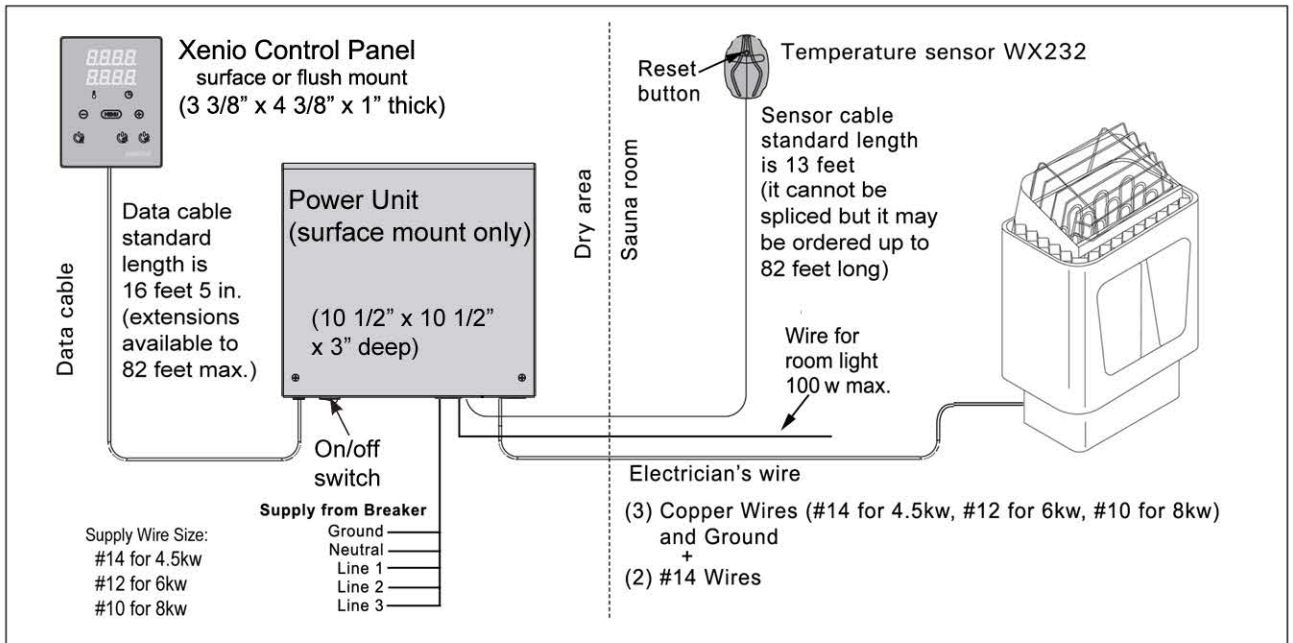 Xenio Control Panel
surface or flush mount
(3 3/8” x 4 3/8” x 1” thick)
8888
8888
MENU
Data cable
Data cable
standard
length is
16 feet 5 in.
(extensions
available to
82 feet max.)
Power Unit
(surface mount only)
(10 1/2” x 10 1/2”
x 3” deep)
On/off
switch
Supply from Breaker
Ground
Neutral
Line 1
Line 2
Line 3
Supply Wire Size:
#14 for 4.5kw
#12 for 6kw
#10 for 8kw
Dry area
Sauna room
Reset
button
Temperature sensor WX232
Sensor cable
standard length
is 13 feet
(it cannot be
spliced but it may
be ordered up to
82 feet long)
Wire for
room light
100 w max.
Electrician’s wire
(3) Copper Wires (#14 for 4.5kw, #12 for 6kw, #10 for 8kw)
and Ground
+
(2) #14 Wires